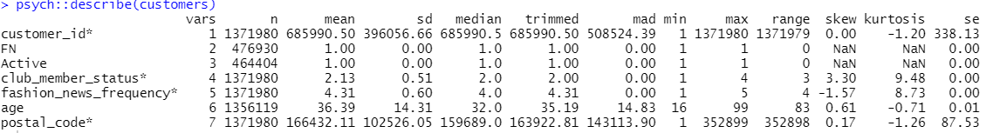 > psych::describe(customers)
vars n mean sd median trimmed mad min max range skew kurtosis se
customer_id* 1 1371980 685990.50 396056.66 685990.5 685990.50 508524.39 1 1371980 1371979 0.00 -1.20 338.13
FN 2 476930 1.00 0.00 1.0 1.00 0.00 1 1 0 NaN NaN 0.00
Active 3 464404 1.00 0.00 1.0 1.00 0.00 1 1 0 NaN NaN 0.00
club_member_status* 4 1371980 2.13 0.51 2.0 2.00 0.00 1 4 3 3.30 9.48 0.00
fashion_news_frequency* 5 1371980 4.31 0.60 4.0 4.31 0.00 1 5 4 -1.57 8.73 0.00
age 6 1356119 36.39 14.31 32.0 35.19 14.83 16 99 83 0.61 -0.71 0.01
postal_code* 7 1371980 166432.11 102526.05 159689.0 163922.81 143113.90 1 352899 352898 0.17 -1.26 87.53